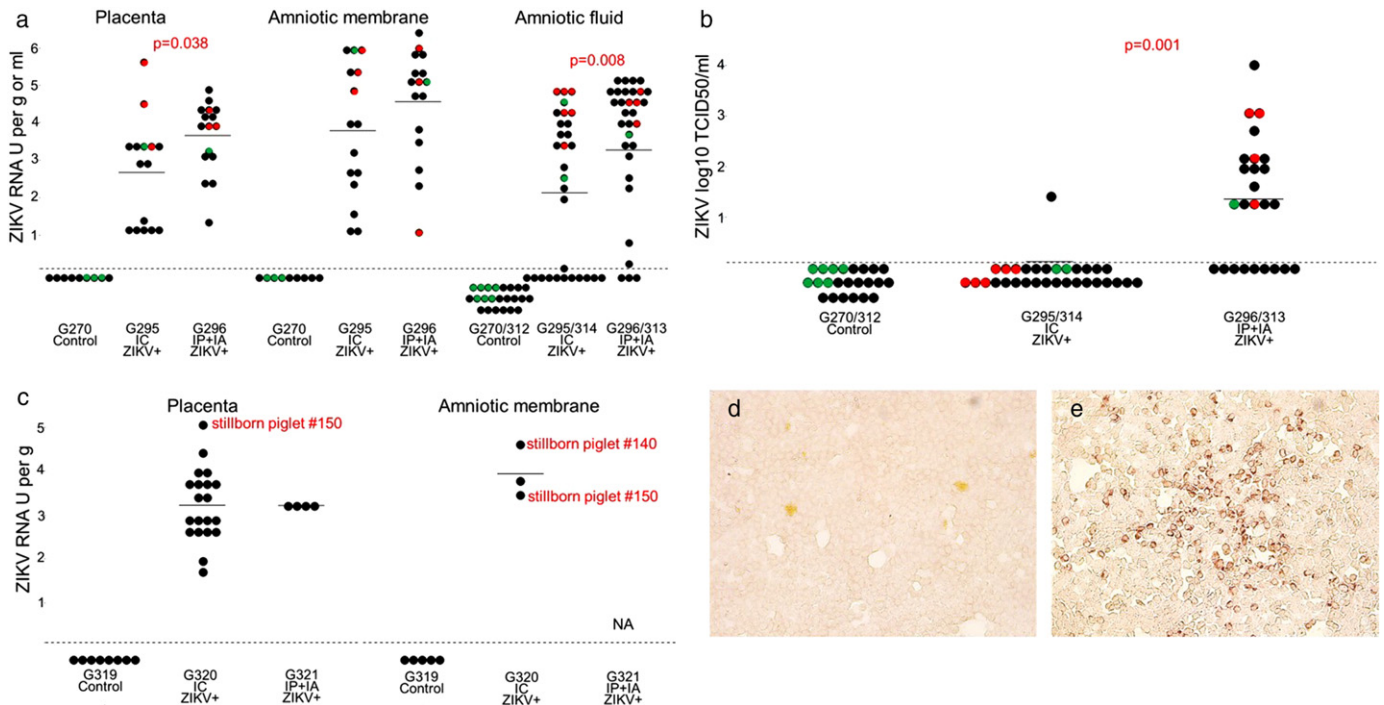 a
Placenta
Amniotic membrane
Amniotic fluid
p=0.038
p=0.008
ZIKV RNA U per g or ml
6
5
4
3
2
1
G270
Control
G295
IC
ZIKV+
G296
IP+IA
ZIKV+
G270
Control
G295
IC
ZIKV+
G296
IP+IA
ZIKV+
G270/312
Control
G295/314
IC
ZIKV+
G296/313
IP+IA
ZIKV+
b
p=0.001
ZIKV log10 TCID50/ml
4
3
2
1
G270/312
Control
G295/314
IC
ZIKV+
G296/313
IP+IA
ZIKV+
c
Placenta
Amniotic membrane
ZIKV RNA U per g
5
4
3
2
1
stillborn piglet #150
stillborn piglet #140
stillborn piglet #150
NA
G319
Control
G320
IC
ZIKV+
G321
IP+IA
ZIKV+
G319
Control
G320
IC
ZIKV+
G321
IP+IA
ZIKV+
d
e